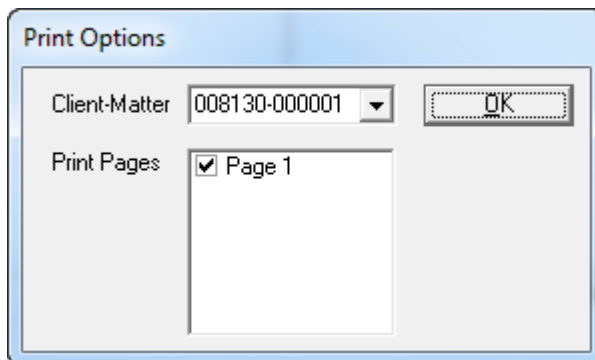 Print Options
Client-Matter 008130-000001 OK
Print Pages Page 1